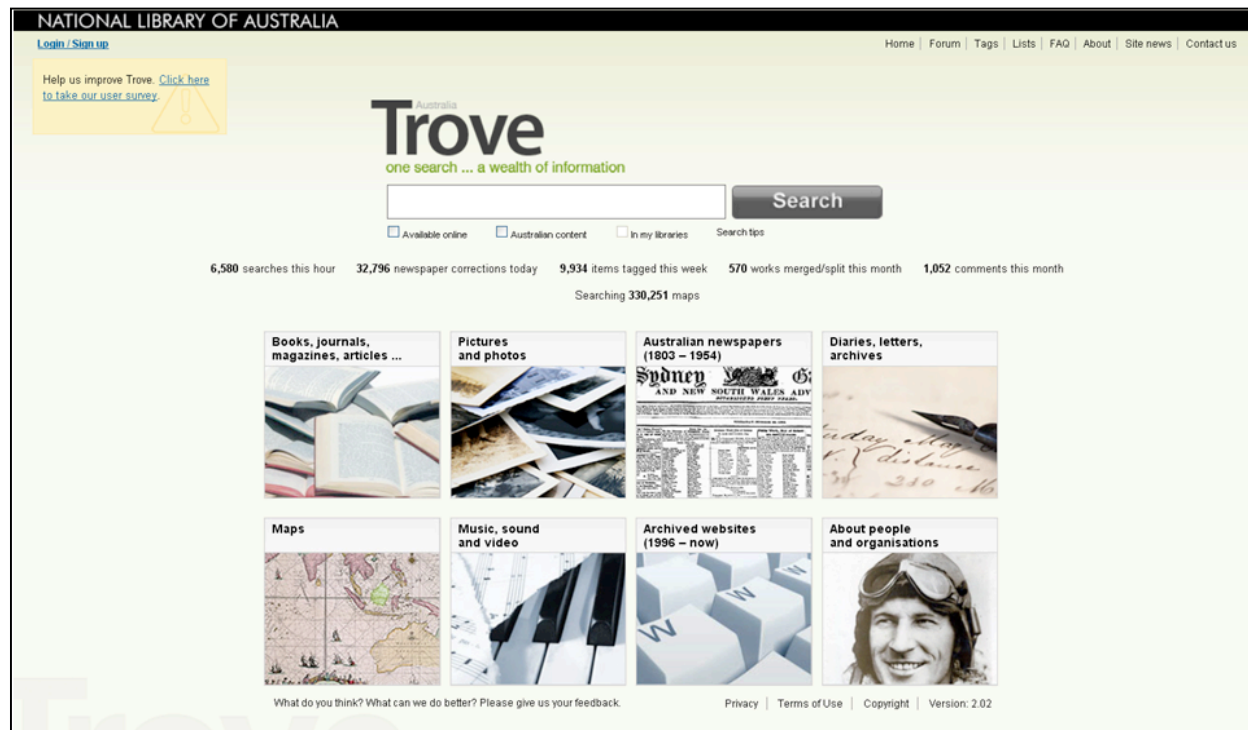 NATIONAL LIBRARY OF AUSTRALIA
Login / Sign up
Home | Forum | Tags | Lists | FAQ | About | Site news | Contact us
Help us improve Trove. Click here
to take our user survey.
Australia
Trove
one search ... a wealth of information
Search
Available online
Australian content
In my libraries
Search tips
6,580 searches this hour 32,796 newspaper corrections today 9,934 items tagged this week 570 works merged/split this month 1,052 comments this month
Searching 330,251 maps
Books, journals,
magazines, articles ...
Pictures
and photos
Australian newspapers
(1803 – 1954)
Sydney
AND NEW SOUTH WALES ADV
Diaries, letters,
archives
distance
230
Maps
Music, sound
and video
Archived websites
(1996 – now)
W
W
W
About people
and organisations
What do you think? What can we do better? Please give us your feedback.
Privacy | Terms of Use | Copyright | Version: 2.02
Trove